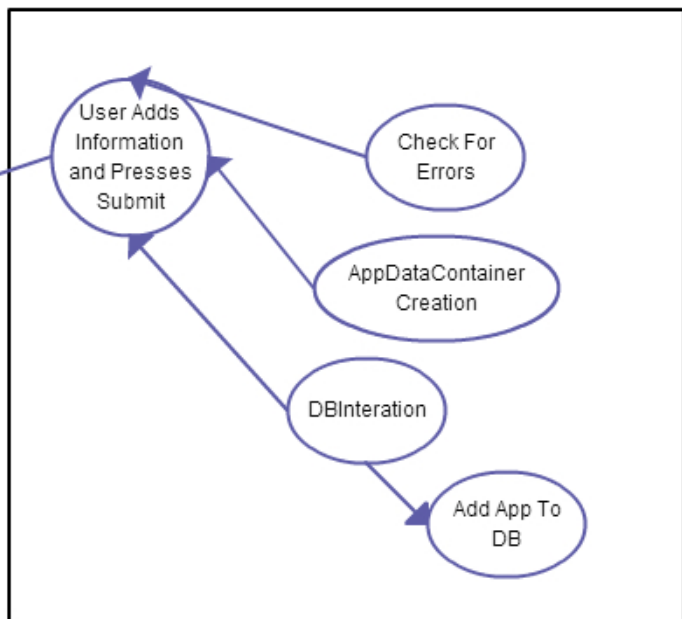 User Adds
Information
and Presses
Submit
Check For
Errors
AppDataContainer
Creation
DBInteration
Add App To
DB